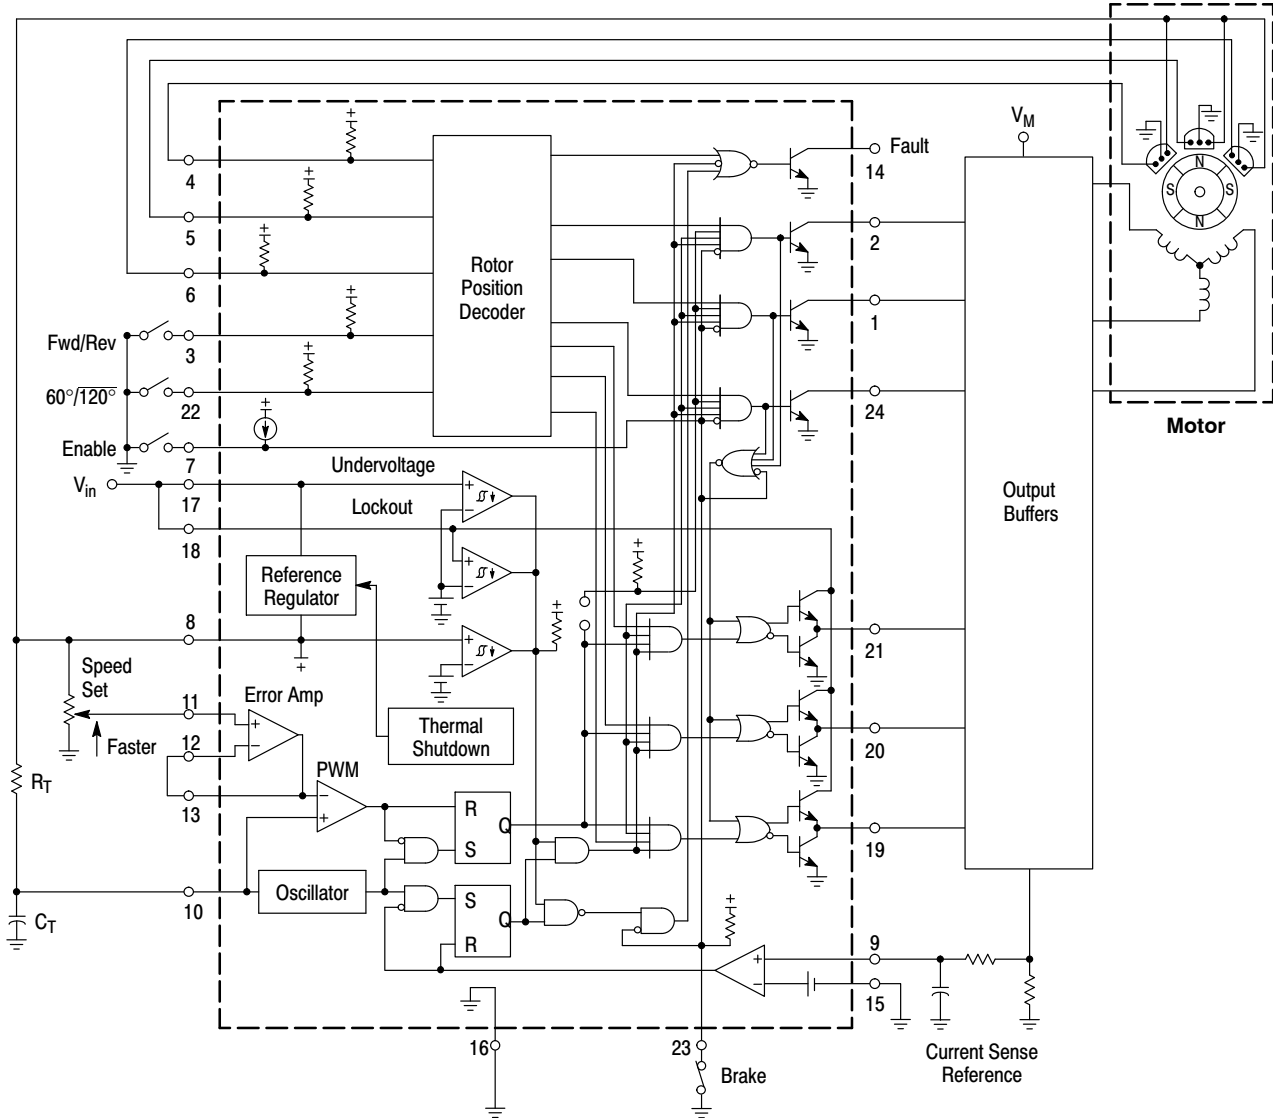 V_M
Fault
14
4
2
5
Rotor
Position
Decoder
6
1
Fwd/Rev
3
60°/120°
22
24
Enable
7
Motor
N
S
S
N
Undervoltage
Lockout
V_in
17
18
Output
Buffers
Reference
Regulator
8
21
Speed
Set
11
Error Amp
Faster
12
Thermal
Shutdown
20
R_T
13
PWM
R
Q
S
19
Oscillator
10
S
Q
R
C_T
9
15
16
23
Brake
Current Sense
Reference